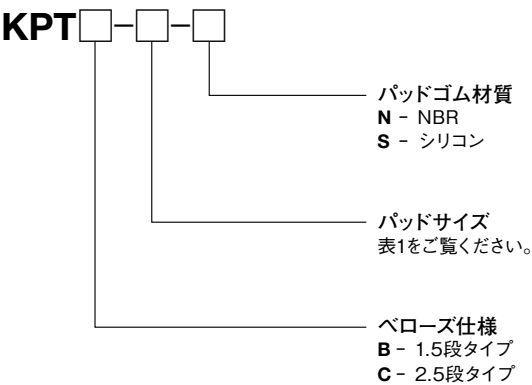 KPT□-□-□
パッドゴム材質
N - NBR
S - シリコン
パッドサイズ
表1をご覧ください。
ベローズ仕様
B - 1.5段タイプ
C - 2.5段タイプ